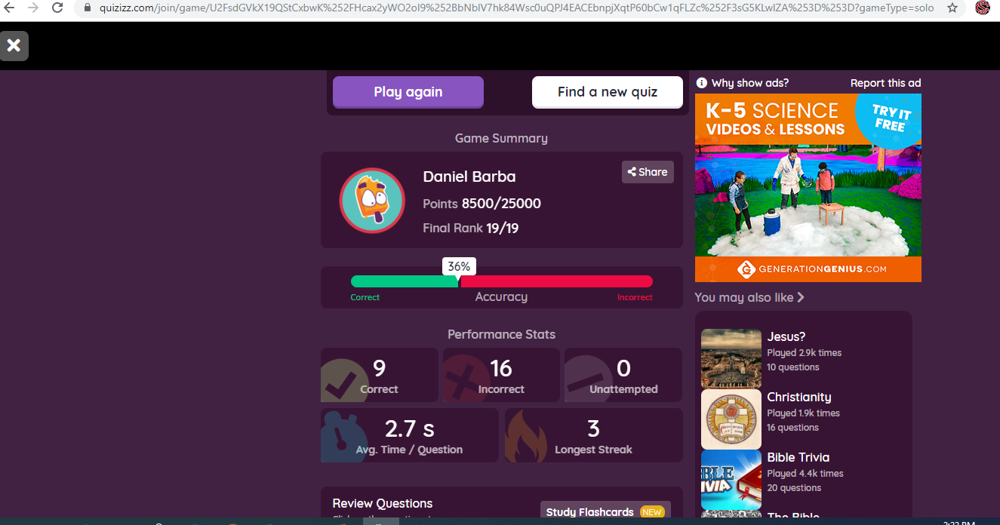 quizizz.com/join/game/U2FsdGVkX19QStCxbwK%252FHcax2yWO2oI9%252BbNbIV7hk84Wsc0uQPJ4EACEbnpjXqtP60bCw1qFLZc%252F3sG5KLwIZA%253D%253D?gameType=solo
Play again
Find a new quiz
Game Summary
Daniel Barba
Share
Points 8500/25000
Final Rank 19/19
36%
Correct
Accuracy
Incorrect
Performance Stats
9
Correct
16
Incorrect
0
Unattempted
2.7 s
Avg. Time / Question
3
Longest Streak
Review Questions
Study Flashcards NEW
Why show ads?
Report this ad
K-5 SCIENCE
VIDEOS & LESSONS
TRY IT
FREE
GENERATIONGENIUS.COM
You may also like
Jesus?
Played 2.9k times
10 questions
Christianity
Played 1.9k times
16 questions
Bible Trivia
Played 4.4k times
20 questions
The Bible
2:22 PM